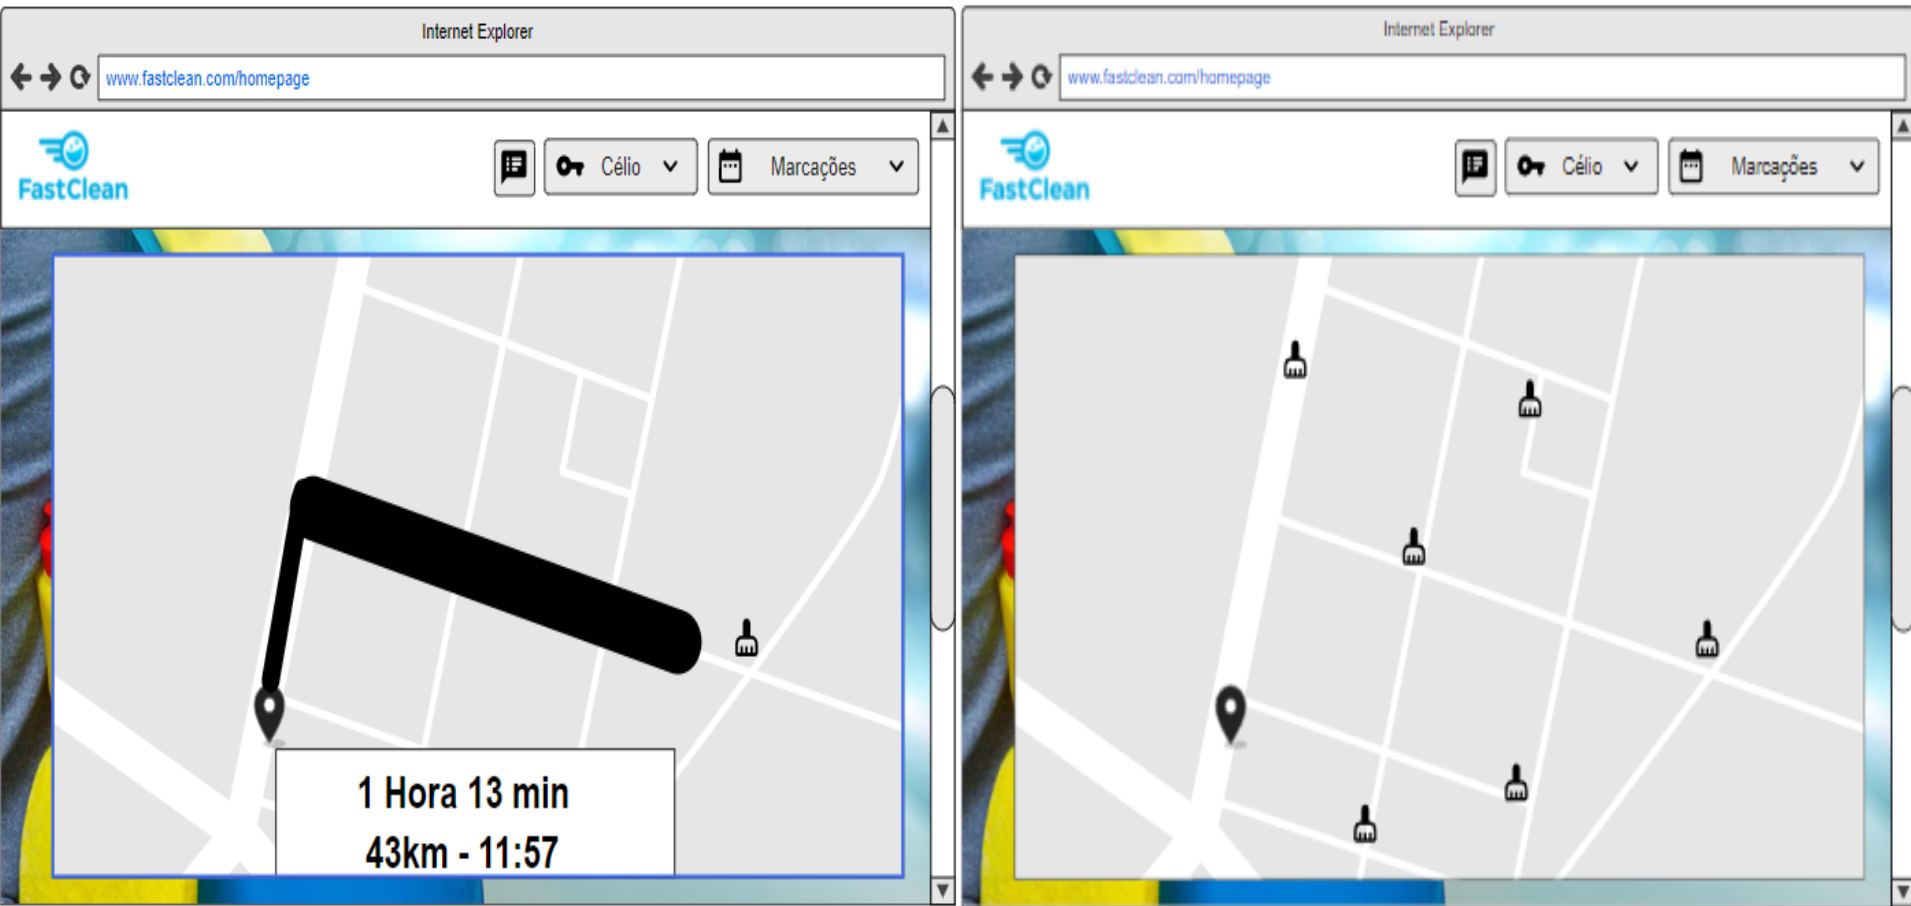 Internet Explorer
www.fastclean.com/homepage
FastClean
Célio
Marcações
1 Hora 13 min
43km - 11:57
Internet Explorer
www.fastclean.com/homepage
FastClean
Célio
Marcações